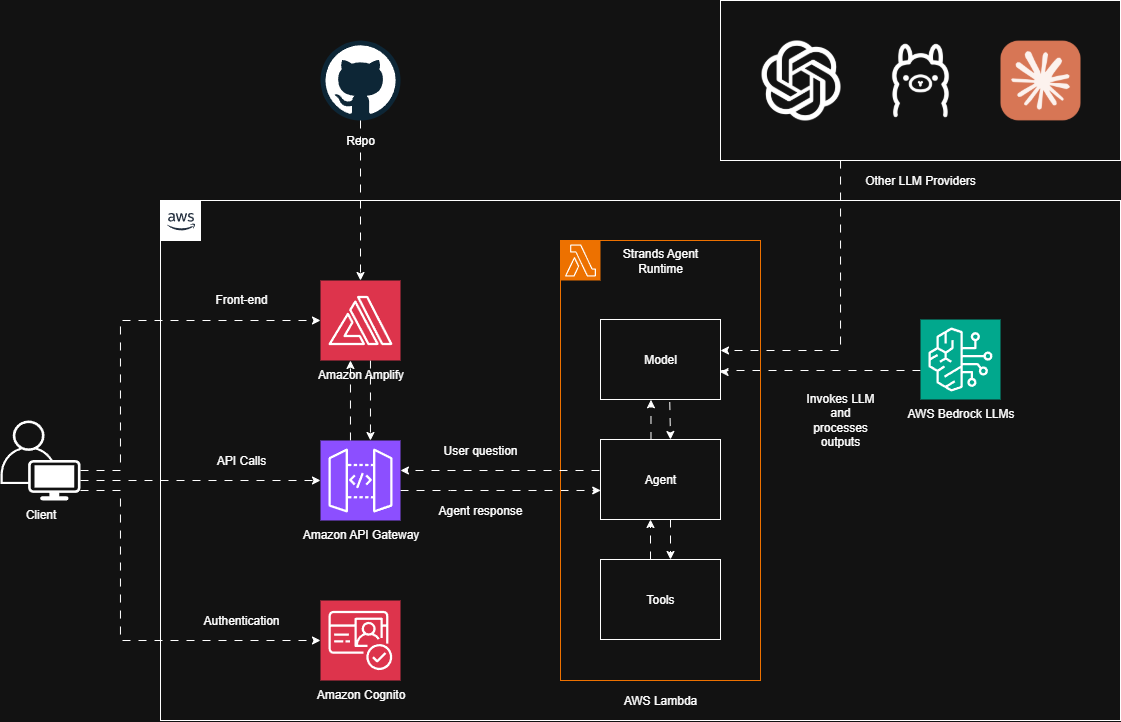 Repo
Other LLM Providers
aws
Strands Agent
Runtime
Front-end
Model
Amazon Amplify
Invokes LLM
and
processes
outputs
AWS Bedrock LLMs
User question
API Calls
</>
Agent
Client
Agent response
Amazon API Gateway
Authentication
Tools
Amazon Cognito
AWS Lambda